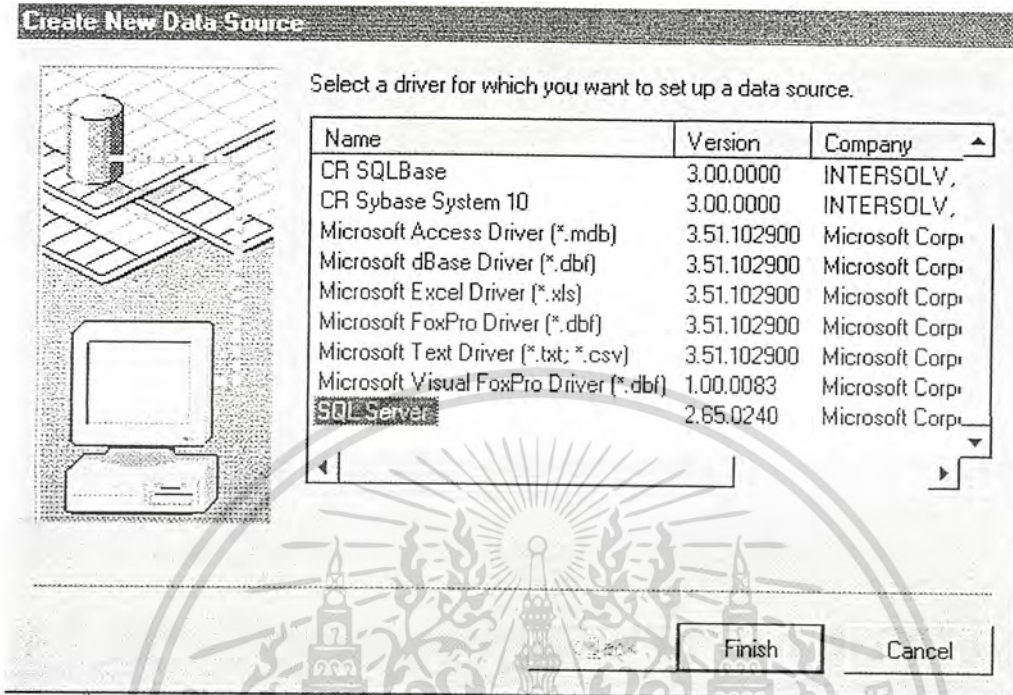 Create New Data Source
Select a driver for which you want to set up a data source.
Name Version Company
CR SQLBase 3.00.0000 INTERSOLV,
CR Sybase System 10 3.00.0000 INTERSOLV,
Microsoft Access Driver (*.mdb) 3.51.102900 Microsoft Corp
Microsoft dBase Driver (*.dbf) 3.51.102900 Microsoft Corp
Microsoft Excel Driver (*.xls) 3.51.102900 Microsoft Corp
Microsoft FoxPro Driver (*.dbf) 3.51.102900 Microsoft Corp
Microsoft Text Driver (*.txt; *.csv) 3.51.102900 Microsoft Corp
Microsoft Visual FoxPro Driver (*.dbf) 1.00.0083 Microsoft Corp
SQL Server 2.65.0240 Microsoft Corp
Finish Cancel